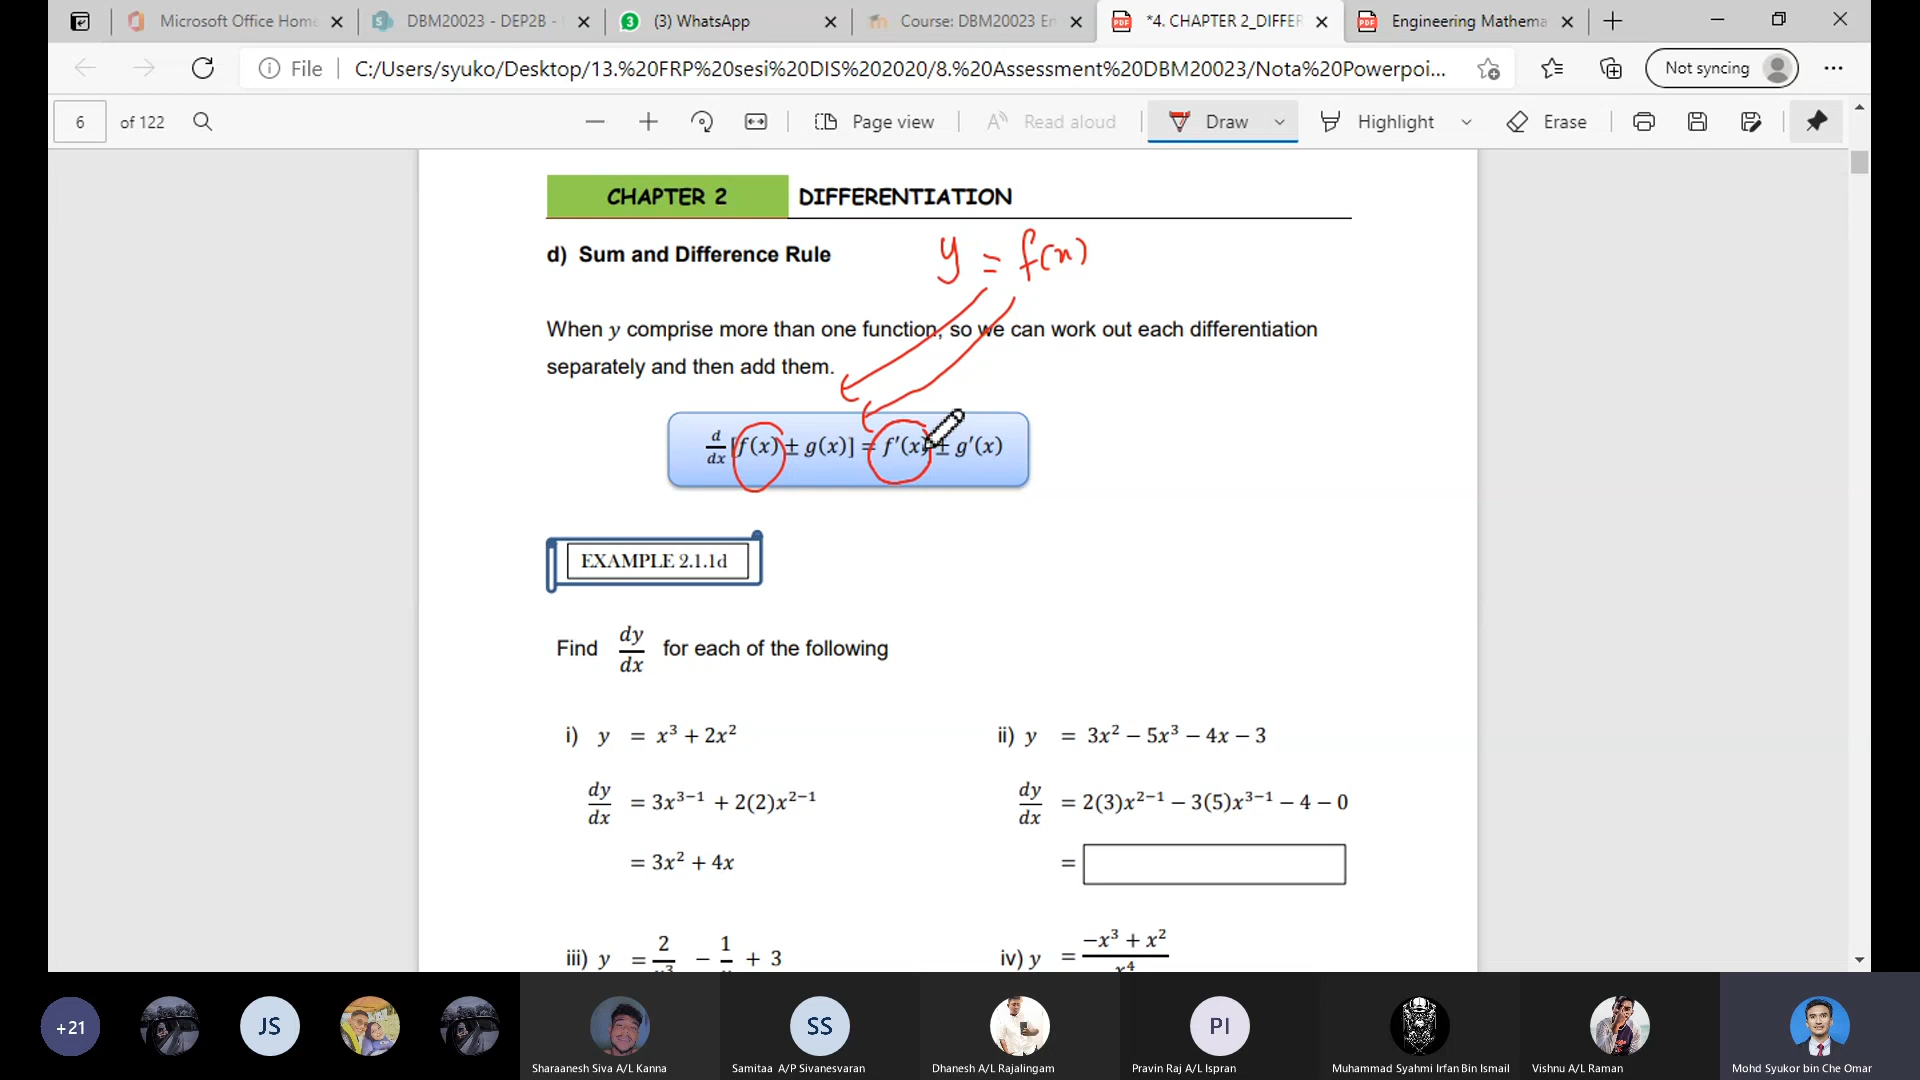 Microsoft Office Home
DBM20023 - DEP2B -
3 (3) WhatsApp
Course: DBM20023 En
*4. CHAPTER 2_DIFFER
Engineering Mathema
File C:/Users/syuko/Desktop/13.%20FRP%20sesi%20DIS%202020/8.%20Assessment%20DBM20023/Nota%20Powerpoi...
Not syncing
6 of 122
Page view
Read aloud
Draw
Highlight
Erase
CHAPTER 2 DIFFERENTIATION
d) Sum and Difference Rule
y = f(x)
When y comprise more than one function, so we can work out each differentiation
separately and then add them.
d/dx [f(x) ± g(x)] = f′(x) ± g′(x)
EXAMPLE 2.1.1d
Find dy/dx for each of the following
i) y = x³ + 2x²
ii) y = 3x² − 5x³ − 4x − 3
dy/dx = 3x³⁻¹ + 2(2)x²⁻¹
dy/dx = 2(3)x²⁻¹ − 3(5)x³⁻¹ − 4 − 0
= 3x² + 4x
=
iii) y = 2/x³ − 1/x + 3
iv) y = −x³ + x²/x⁴
+21
JS
SS
PI
Sharaanesh Siva A/L Kanna
Samitaa A/P Sivanesvaran
Dhanesh A/L Rajalingam
Pravin Raj A/L Ispran
Muhammad Syahmi Irfan Bin Ismail
Vishnu A/L Raman
Mohd Syukor bin Che Omar